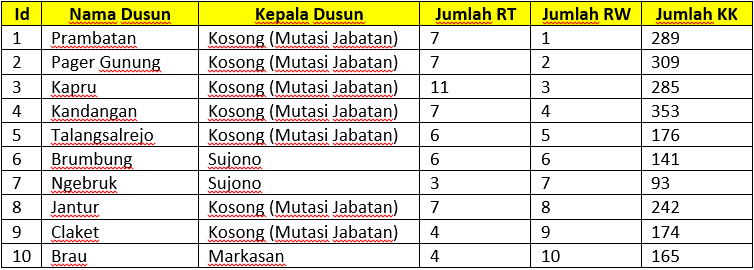 Id Nama Dusun Kepala Dusun Jumlah RT Jumlah RW Jumlah KK
1 Prambatan Kosong (Mutasi Jabatan) 7 1 289
2 Pager Gunung Kosong (Mutasi Jabatan) 7 2 309
3 Kapru Kosong (Mutasi Jabatan) 11 3 285
4 Kandangan Kosong (Mutasi Jabatan) 7 4 353
5 Talangsalrejo Kosong (Mutasi Jabatan) 6 5 176
6 Brumbung Sujono 6 6 141
7 Ngebruk Sujono 3 7 93
8 Jantur Kosong (Mutasi Jabatan) 7 8 242
9 Claket Kosong (Mutasi Jabatan) 4 9 174
10 Brau Markasan 4 10 165